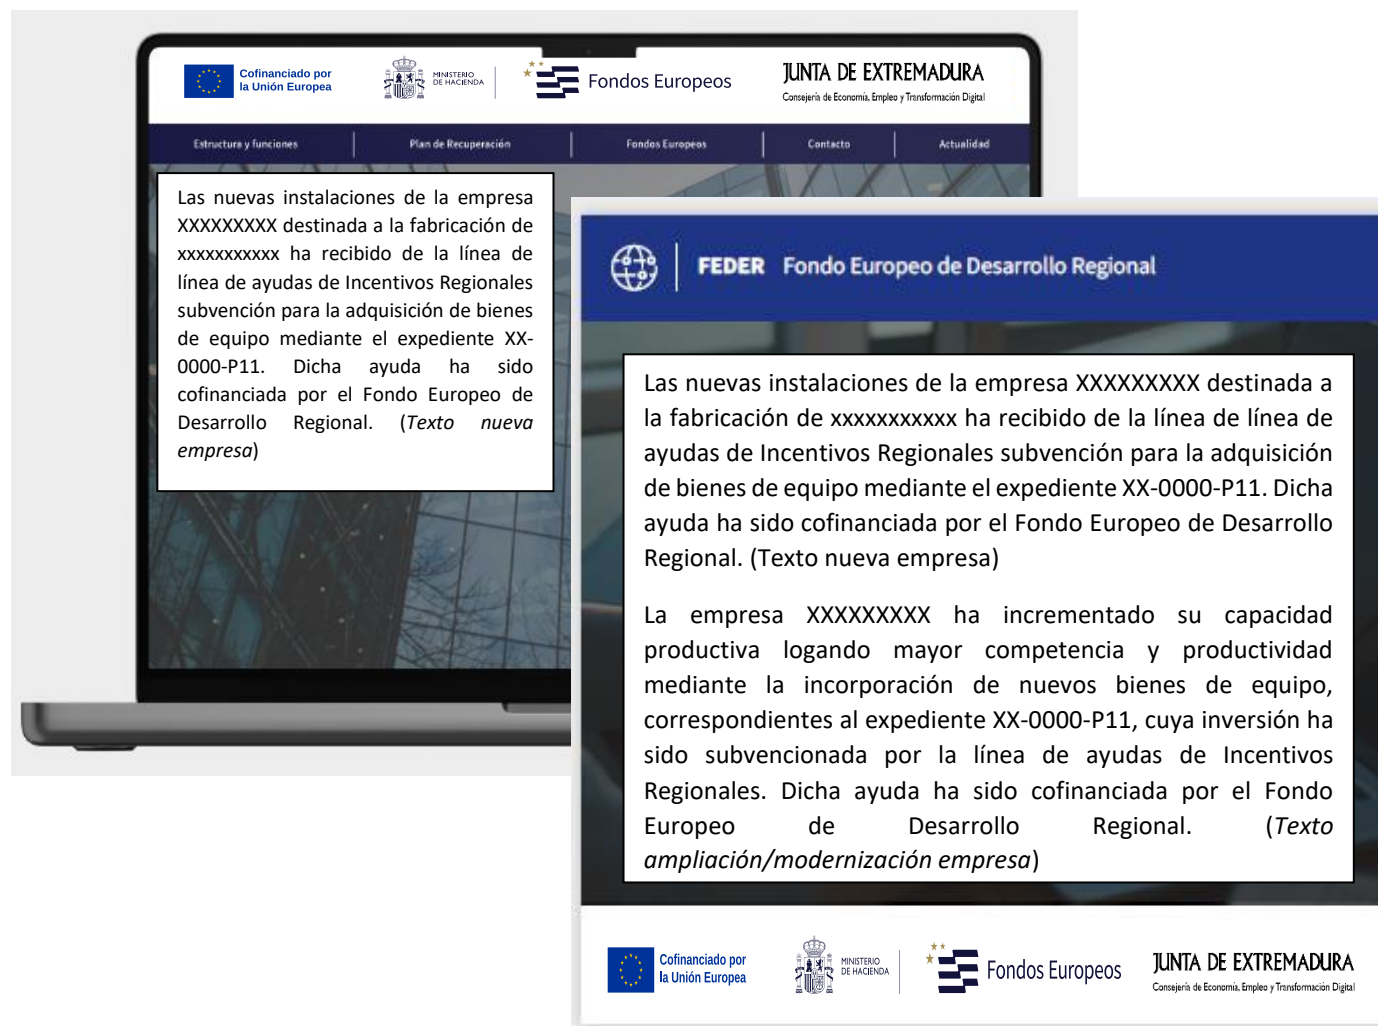 Cofinanciado por
la Unión Europea
MINISTERIO
DE HACIENDA
Fondos Europeos
JUNTA DE EXTREMADURA
Consejería de Economía, Empleo y Transformación Digital
Estructura y funciones
Plan de Recuperación
Fondos Europeos
Contacto
Actualidad
Las nuevas instalaciones de la empresa
XXXXXXXXX destinada a la fabricación de
xxxxxxxxxxx ha recibido de la línea de
línea de ayudas de Incentivos Regionales
subvención para la adquisición de bienes
de equipo mediante el expediente XX-
0000-P11. Dicha ayuda ha sido
cofinanciada por el Fondo Europeo de
Desarrollo Regional. (Texto nueva
empresa)
FEDER Fondo Europeo de Desarrollo Regional
Las nuevas instalaciones de la empresa XXXXXXXXX destinada a
la fabricación de xxxxxxxxxxx ha recibido de la línea de línea de
ayudas de Incentivos Regionales subvención para la adquisición
de bienes de equipo mediante el expediente XX-0000-P11. Dicha
ayuda ha sido cofinanciada por el Fondo Europeo de Desarrollo
Regional. (Texto nueva empresa)
La empresa XXXXXXXXX ha incrementado su capacidad
productiva logando mayor competencia y productividad
mediante la incorporación de nuevos bienes de equipo,
correspondientes al expediente XX-0000-P11, cuya inversión ha
sido subvencionada por la línea de ayudas de Incentivos
Regionales. Dicha ayuda ha sido cofinanciada por el Fondo
Europeo de Desarrollo Regional. (Texto
ampliación/modernización empresa)
Cofinanciado por
la Unión Europea
MINISTERIO
DE HACIENDA
Fondos Europeos
JUNTA DE EXTREMADURA
Consejería de Economía, Empleo y Transformación Digital